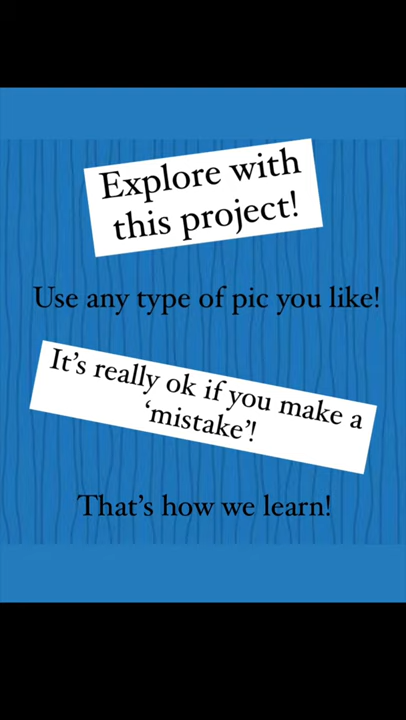 Explore with
this project!
Use any type of pic you like!
It's really ok if you make a
‘mistake’!
That's how we learn!